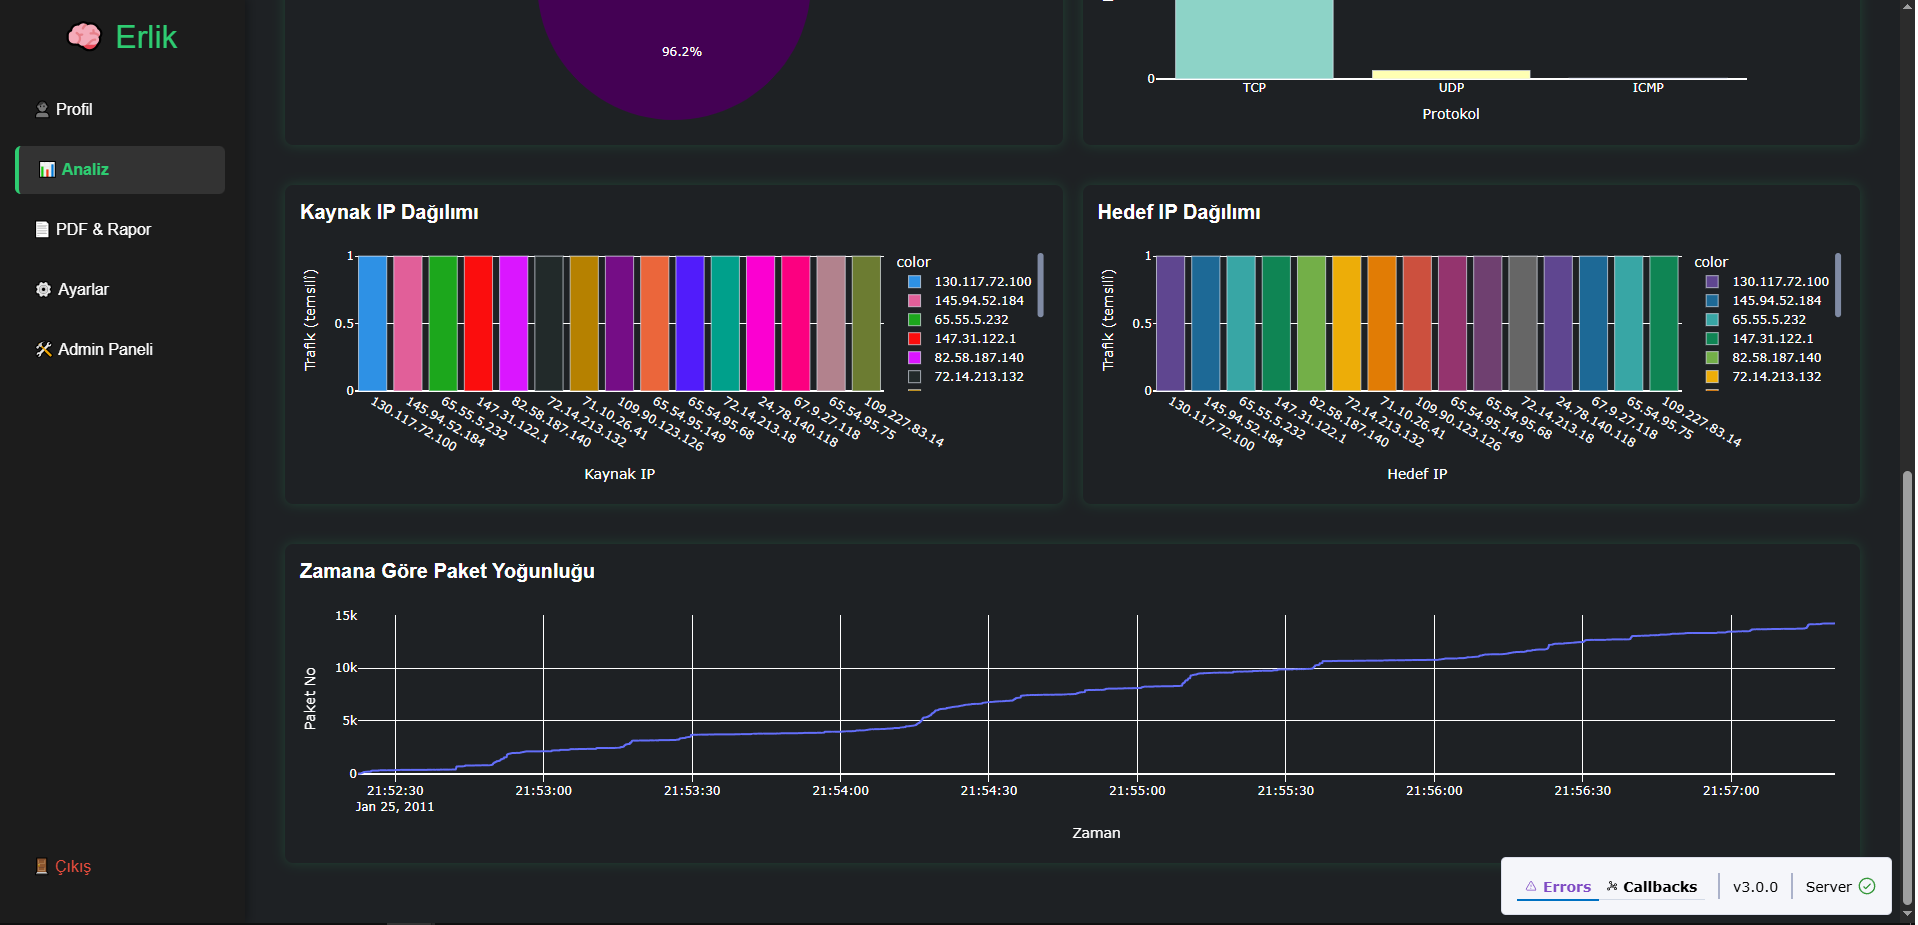 Erlik
Profil
Analiz
PDF & Rapor
Ayarlar
Admin Paneli
Çıkış
96.2%
0
TCP
UDP
ICMP
Protokol
Kaynak IP Dağılımı
Trafik (temsilî)
1
0.5
0
130.117.72.100
145.94.52.184
65.55.5.232
147.31.122.1
82.58.187.140
72.14.213.132
71.10.26.41
109.90.123.126
65.54.95.149
65.54.95.68
72.14.213.18
24.78.140.118
67.9.27.118
65.54.95.75
109.227.83.14
Kaynak IP
color
130.117.72.100
145.94.52.184
65.55.5.232
147.31.122.1
82.58.187.140
72.14.213.132
Hedef IP Dağılımı
Trafik (temsilî)
1
0.5
0
130.117.72.100
145.94.52.184
65.55.5.232
147.31.122.1
82.58.187.140
72.14.213.132
71.10.26.41
109.90.123.126
65.54.95.149
65.54.95.68
72.14.213.18
24.78.140.118
67.9.27.118
65.54.95.75
109.227.83.14
Hedef IP
color
130.117.72.100
145.94.52.184
65.55.5.232
147.31.122.1
82.58.187.140
72.14.213.132
Zamana Göre Paket Yoğunluğu
Paket No
15k
10k
5k
0
21:52:30
Jan 25, 2011
21:53:00
21:53:30
21:54:00
21:54:30
21:55:00
21:55:30
21:56:00
21:56:30
21:57:00
Zaman
Errors
Callbacks
v3.0.0
Server